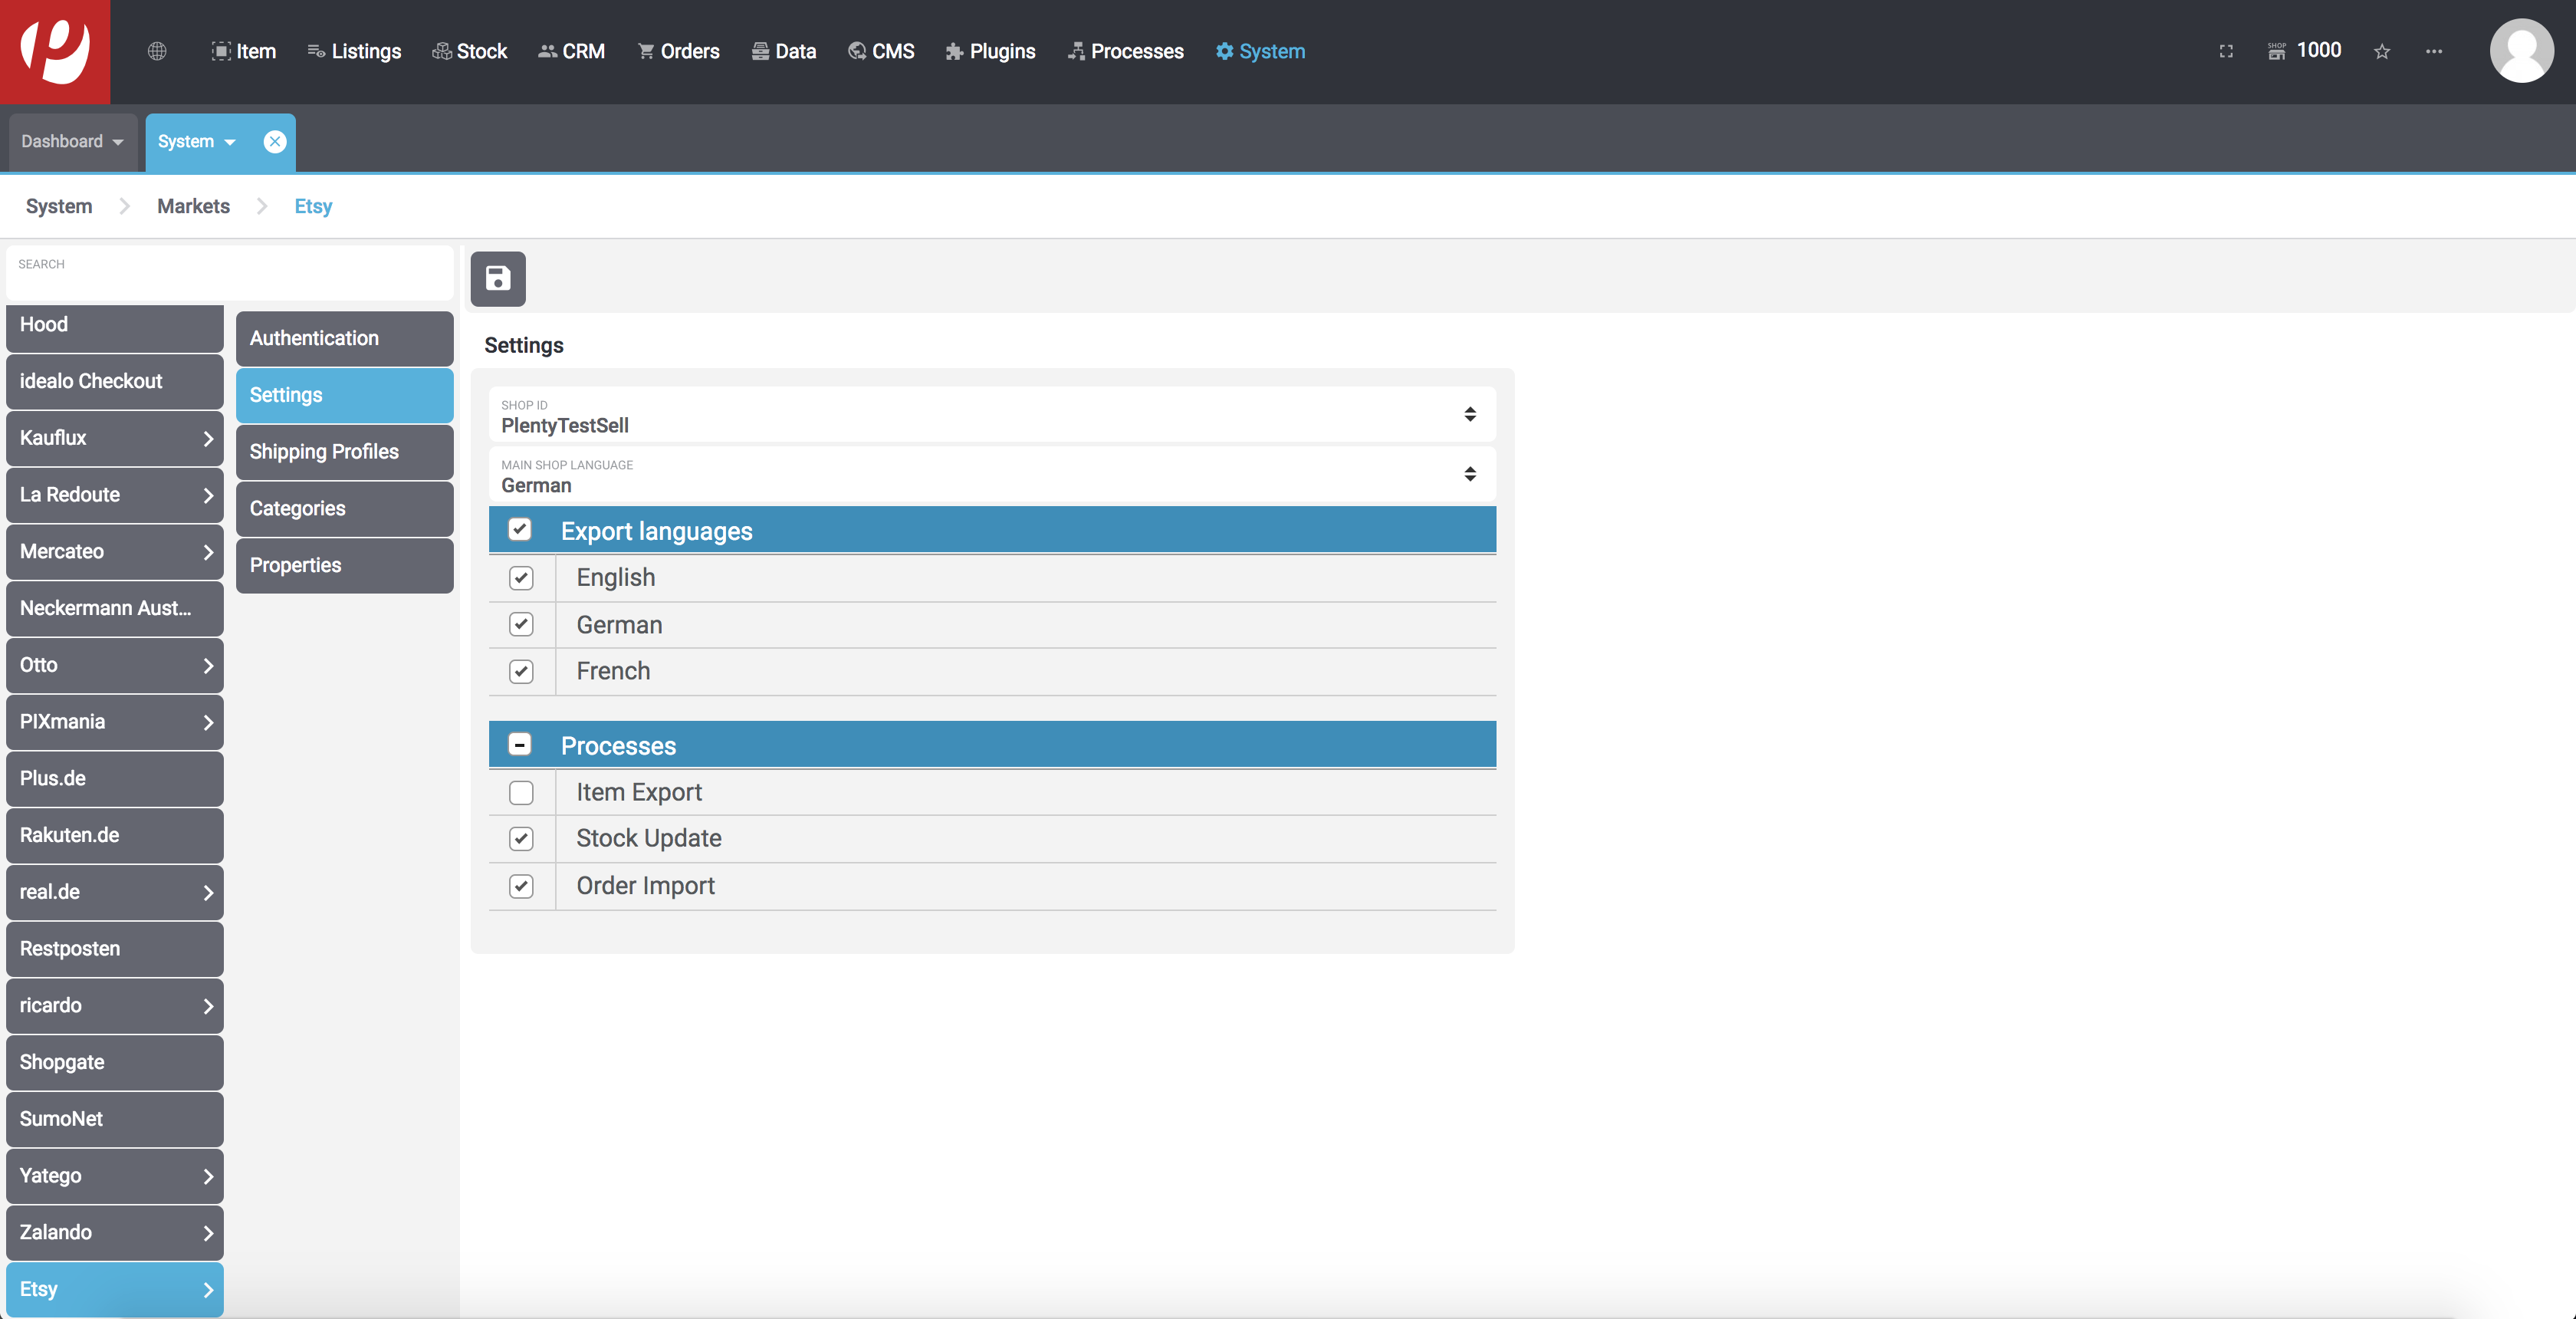 Item Listings Stock CRM Orders Data CMS Plugins Processes System SHOP 1000
Dashboard System
System Markets Etsy
SEARCH
Hood
idealo Checkout
Kauflux
La Redoute
Mercateo
Neckermann Aust...
Otto
PIXmania
Plus.de
Rakuten.de
real.de
Restposten
ricardo
Shopgate
SumoNet
Yatego
Zalando
Etsy
Authentication
Settings
Shipping Profiles
Categories
Properties
Settings
SHOP ID
PlentyTestSell
MAIN SHOP LANGUAGE
German
Export languages
English
German
French
Processes
Item Export
Stock Update
Order Import